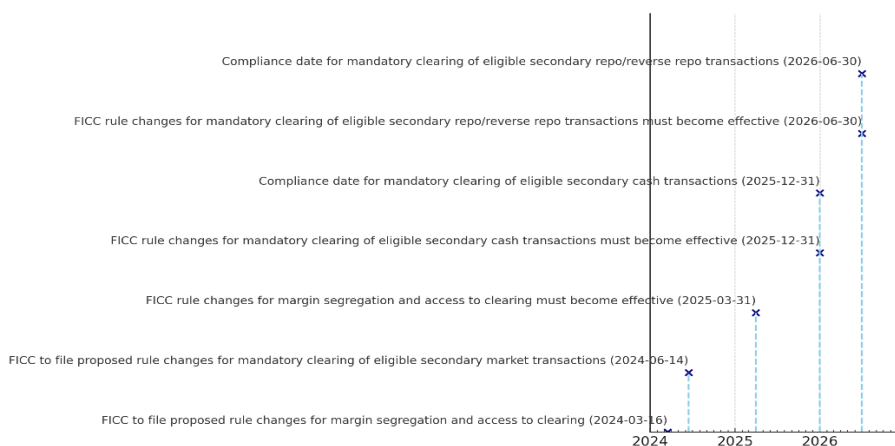 Compliance date for mandatory clearing of eligible secondary repo/reverse repo transactions (2026-06-30)
FICC rule changes for mandatory clearing of eligible secondary repo/reverse repo transactions must become effective (2026-06-30)
Compliance date for mandatory clearing of eligible secondary cash transactions (2025-12-31)
FICC rule changes for mandatory clearing of eligible secondary cash transactions must become effective (2025-12-31)
FICC rule changes for margin segregation and access to clearing must become effective (2025-03-31)
FICC to file proposed rule changes for mandatory clearing of eligible secondary market transactions (2024-06-14)
FICC to file proposed rule changes for margin segregation and access to clearing (2024-03-16)
2024 2025 2026